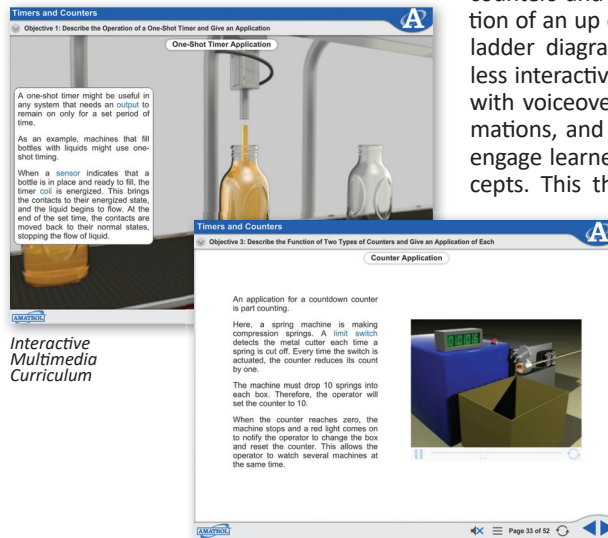 Timers and Counters
Objective 1: Describe the Operation of a One-Shot Timer and Give an Application
A
One-Shot Timer Application
A one-shot timer might be useful in
any system that needs an output to
remain on only for a set period of
time.
As an example, machines that fill
bottles with liquids might use one-
shot timing.
When a sensor indicates that a
bottle is in place and ready to fill, the
timer coil is energized. This brings
the contacts to their energized state,
and the liquid begins to flow. At the
end of the set time, the contacts are
moved back to their normal states,
stopping the flow of liquid.
AMATROL
Interactive
Multimedia
Curriculum
tion of an up
ladder diagra
less interactiv
with voiceove
mations, and
engage learne
cepts. This th
Timers and Counters
Objective 3: Describe the Function of Two Types of Counters and Give an Application of Each
A
Counter Application
An application for a countdown counter
is part counting.
Here, a spring machine is making
compression springs. A limit switch
detects the metal cutter each time a
spring is cut off. Every time the switch is
actuated, the counter reduces its count
by one.
The machine must drop 10 springs into
each box. Therefore, the operator will
set the counter to 10.
When the counter reaches zero, the
machine stops and a red light comes on
to notify the operator to change the box
and reset the counter. This allows the
operator to watch several machines at
the same time.
AMATROL
Page 33 of 52